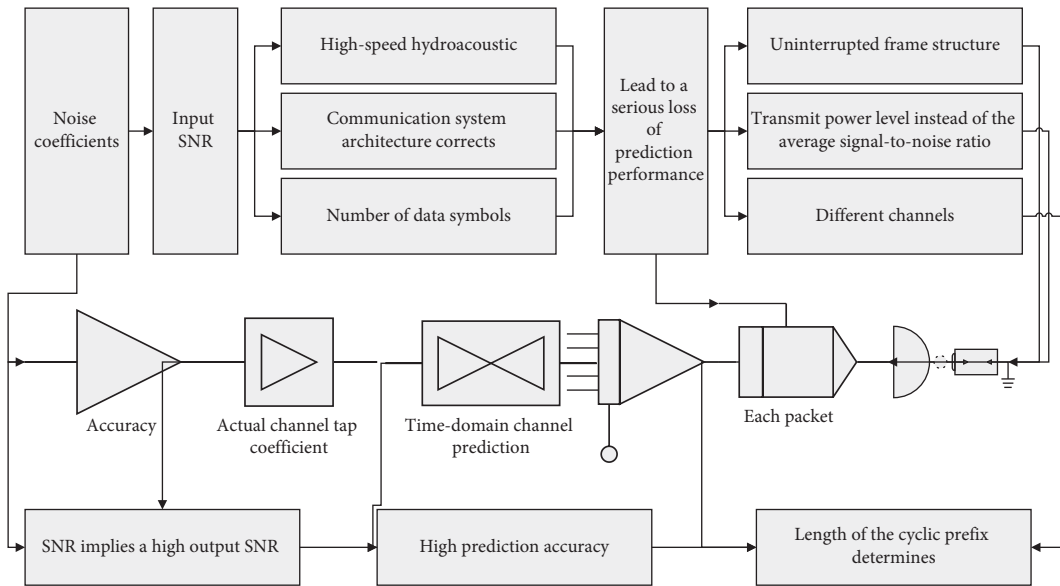 Noise
coefficients
Input
SNR
High-speed hydroacoustic
Communication system
architecture corrects
Number of data symbols
Lead to a
serious loss
of
prediction
performance
Uninterrupted frame structure
Transmit power level instead of the
average signal-to-noise ratio
Different channels
Accuracy
Actual channel tap
coefficient
Time-domain channel
prediction
Each packet
SNR implies a high output SNR
High prediction accuracy
Length of the cyclic prefix
determines